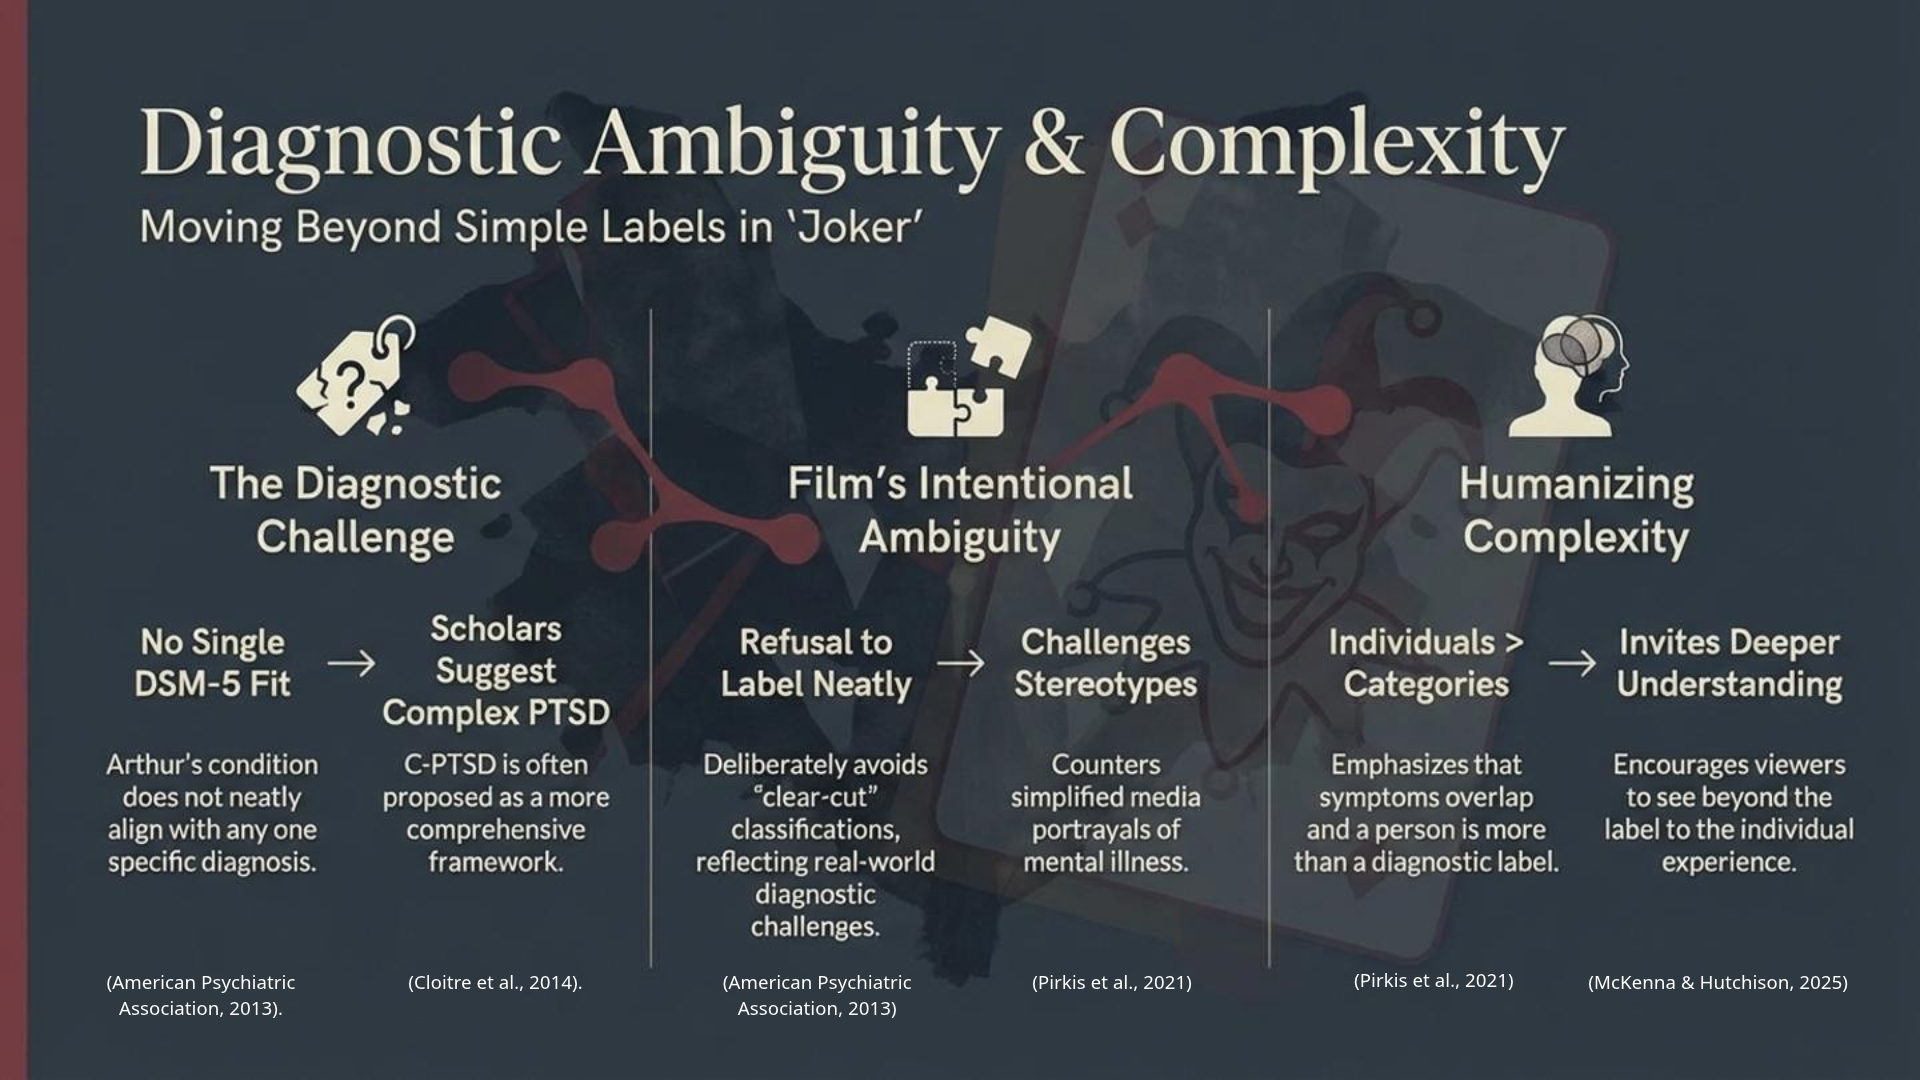 Diagnostic Ambiguity & Complexity
Moving Beyond Simple Labels in ‘Joker’
?
The Diagnostic
Challenge
No Single
DSM-5 Fit
→
Scholars
Suggest
Complex PTSD
Arthur’s condition
does not neatly
align with any one
specific diagnosis.
C-PTSD is often
proposed as a more
comprehensive
framework.
(American Psychiatric
Association, 2013).
(Cloitre et al., 2014).
Film’s Intentional
Ambiguity
Refusal to
Label Neatly
→
Challenges
Stereotypes
Deliberately avoids
“clear-cut”
classifications,
reflecting real-world
diagnostic
challenges.
Counters
simplified media
portrayals of
mental illness.
(American Psychiatric
Association, 2013)
(Pirkis et al., 2021)
Humanizing
Complexity
Individuals >
Categories
→
Invites Deeper
Understanding
Emphasizes that
symptoms overlap
and a person is more
than a diagnostic label.
Encourages viewers
to see beyond the
label to the individual
experience.
(Pirkis et al., 2021)
(McKenna & Hutchison, 2025)